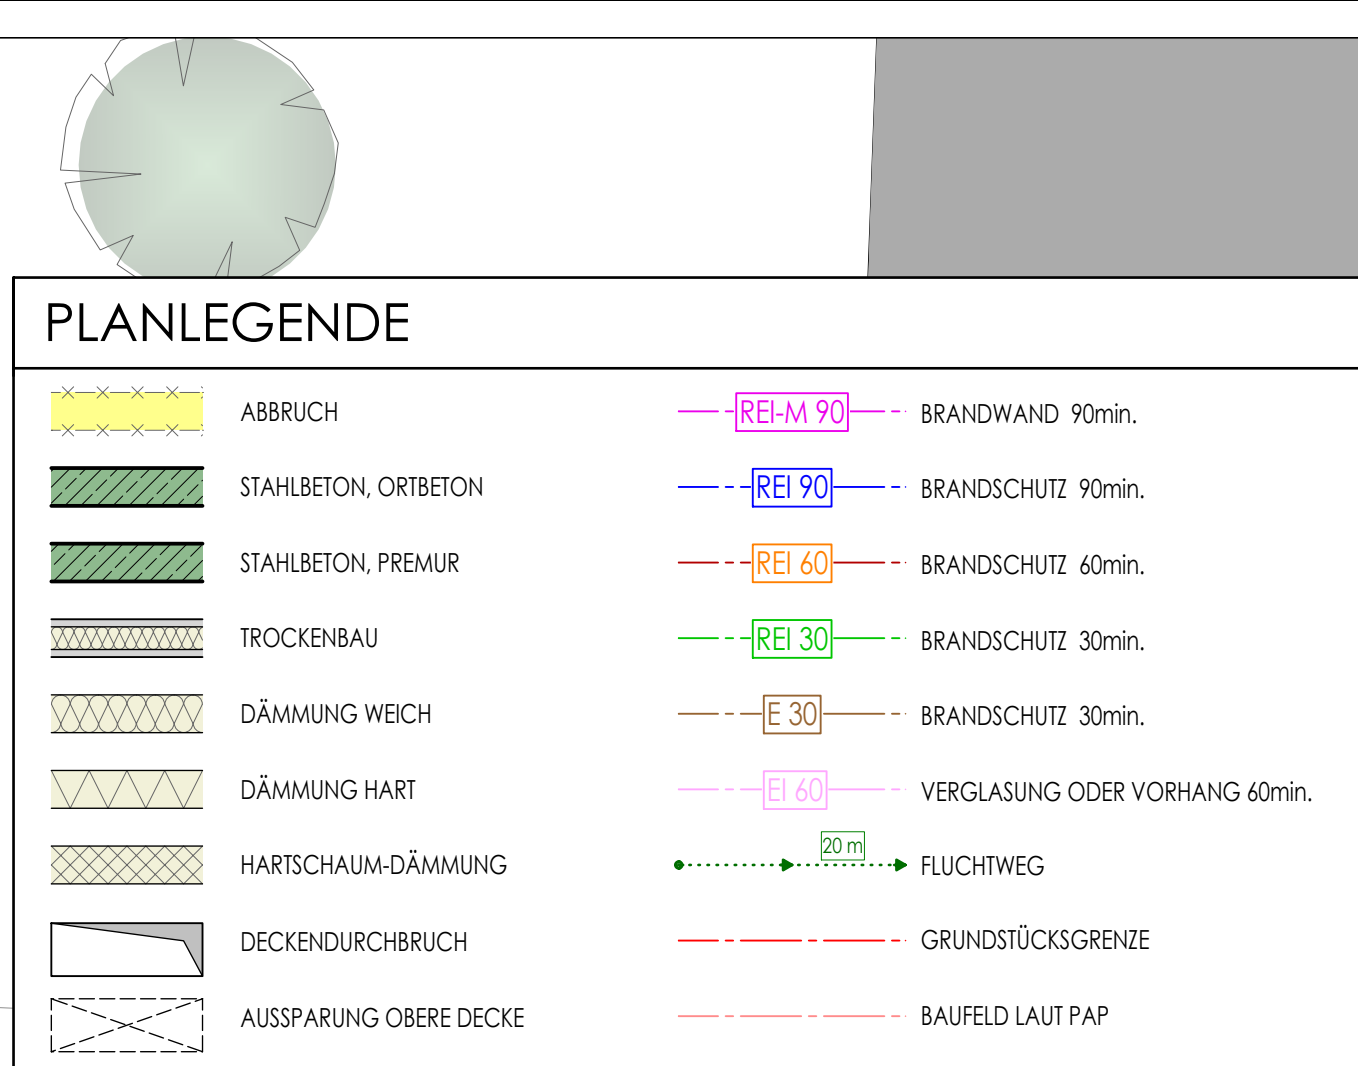 PLANLEGENDE
ABBRUCH
STAHLBETON, ORTBETON
STAHLBETON, PREMUR
TROCKENBAU
DÄMMUNG WEICH
DÄMMUNG HART
HARTSCHAUM-DÄMMUNG
DECKENDURCHBRUCH
AUSSPARUNG OBERE DECKE
REI-M 90 BRANDWAND 90min.
REI 90 BRANDSCHUTZ 90min.
REI 60 BRANDSCHUTZ 60min.
REI 30 BRANDSCHUTZ 30min.
E 30 BRANDSCHUTZ 30min.
EI 60 VERGLASUNG ODER VORHANG 60min.
20 m FLUCHTWEG
GRUNDSTÜCKSGRENZE
BAUFELD LAUT PAP